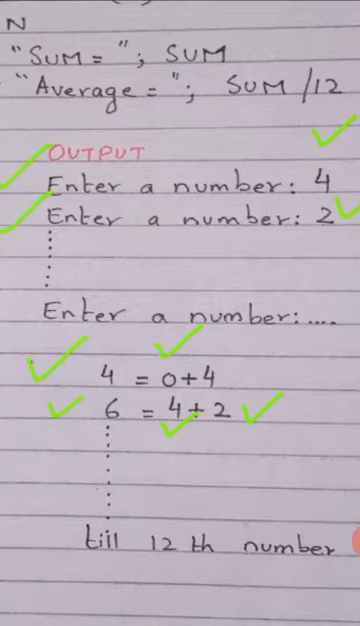 N
"SUM = "; SUM
"Average = "; SUM /12
OUTPUT
Enter a number: 4
Enter a number: 2
Enter a number:....
4 = 0+4
6 = 4+2
till 12 th number